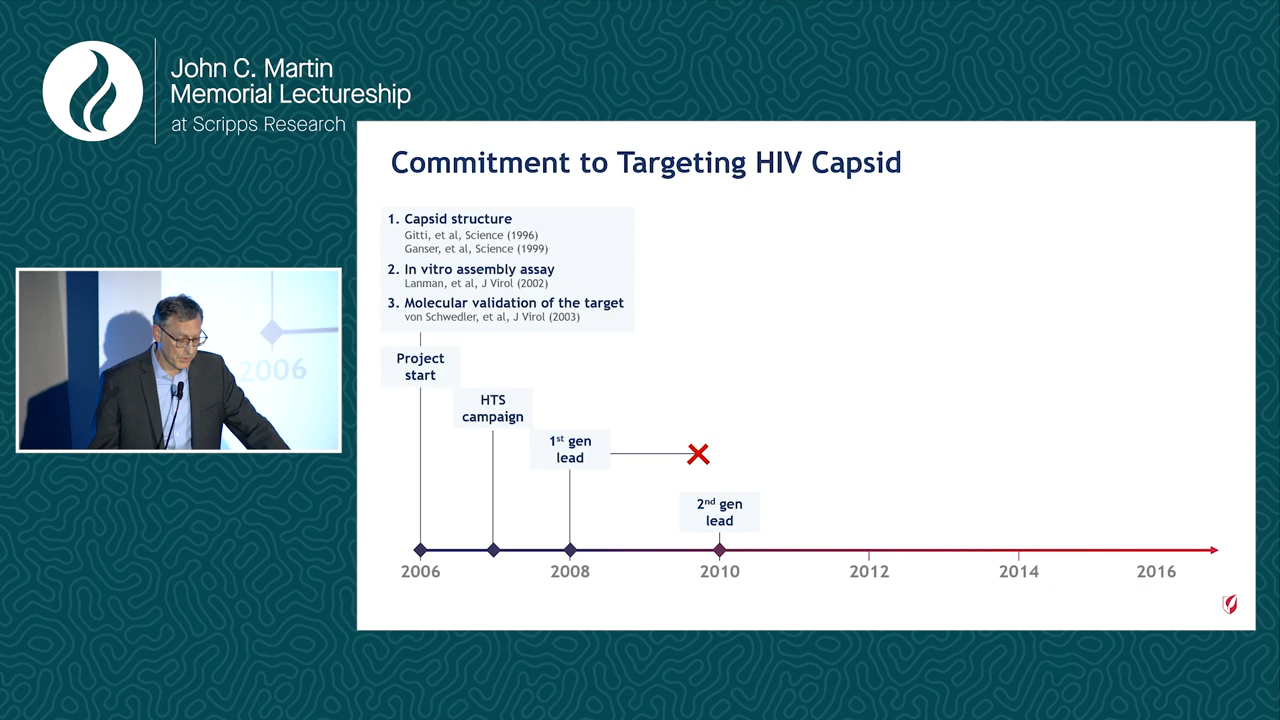 John C. Martin
Memorial Lectureship
at Scripps Research
Commitment to Targeting HIV Capsid
1. Capsid structure
Gitti, et al, Science (1996)
Ganser, et al, Science (1999)
2. In vitro assembly assay
Lanman, et al, J Virol (2002)
3. Molecular validation of the target
von Schwedler, et al, J Virol (2003)
Project
start
HTS
campaign
1st gen
lead
2nd gen
lead
2006
2008
2010
2012
2014
2016
2006